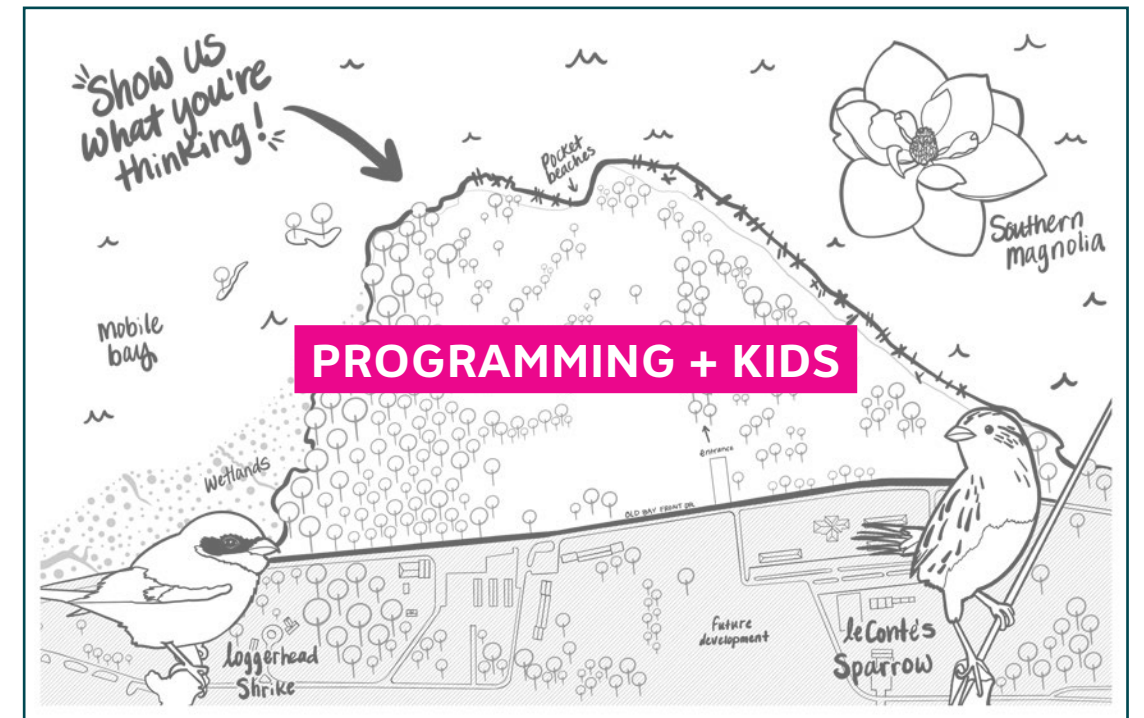 Show us
what you're
thinking!
Pocket
beaches
Southern
magnolia
Mobile
bay
PROGRAMMING + KIDS
Wetlands
Entrance
OLD BAY FRONT DR.
Future
development
loggerhead
Shrike
leConte's
Sparrow